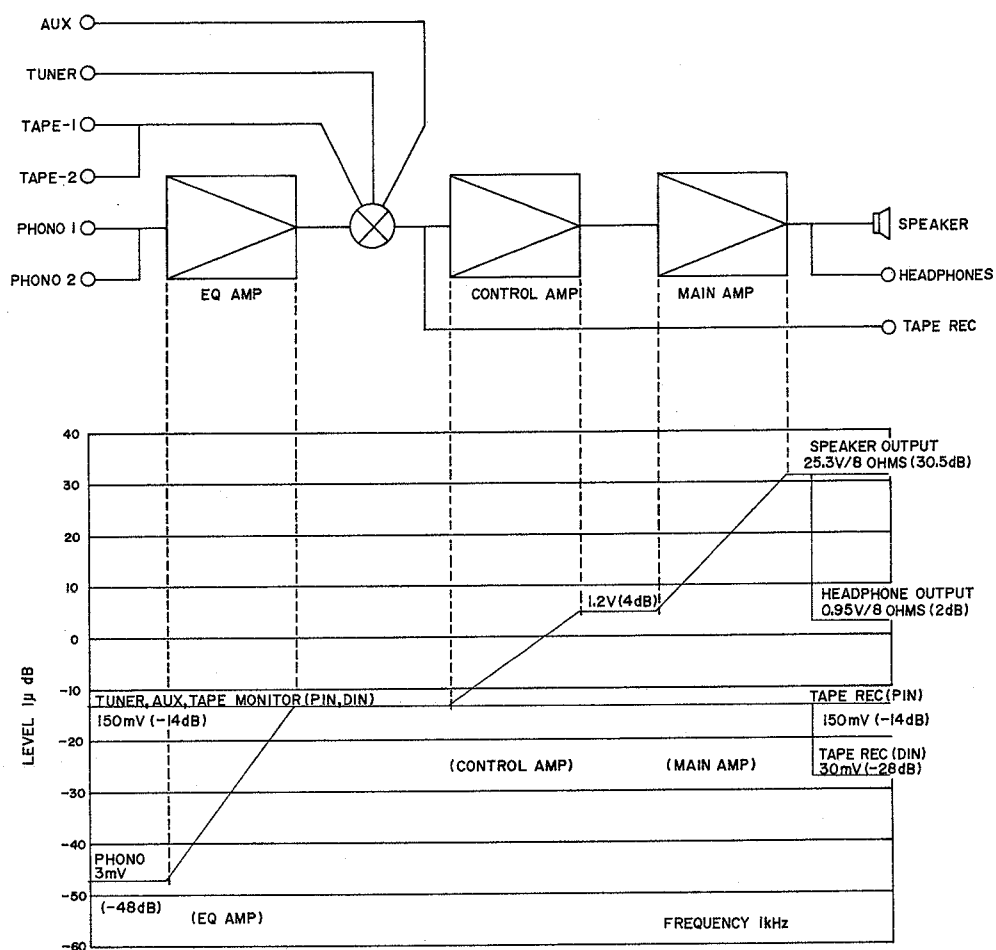 AUX
TUNER
TAPE-1
TAPE-2
PHONO 1
PHONO 2
EQ AMP
CONTROL AMP
MAIN AMP
SPEAKER
HEADPHONES
TAPE REC
LEVEL 1μ dB
40
30
20
10
0
-10
-20
-30
-40
-50
-60
SPEAKER OUTPUT
25.3V/8 OHMS (30.5dB)
1.2V (4dB)
HEADPHONE OUTPUT
0.95V/8 OHMS (2dB)
TUNER, AUX, TAPE MONITOR (PIN, DIN)
150mV (-14dB)
TAPE REC (PIN)
150mV (-14dB)
(CONTROL AMP)
(MAIN AMP)
TAPE REC (DIN)
30mV (-28dB)
PHONO
3mV
(-48dB)
(EQ AMP)
FREQUENCY 1kHz